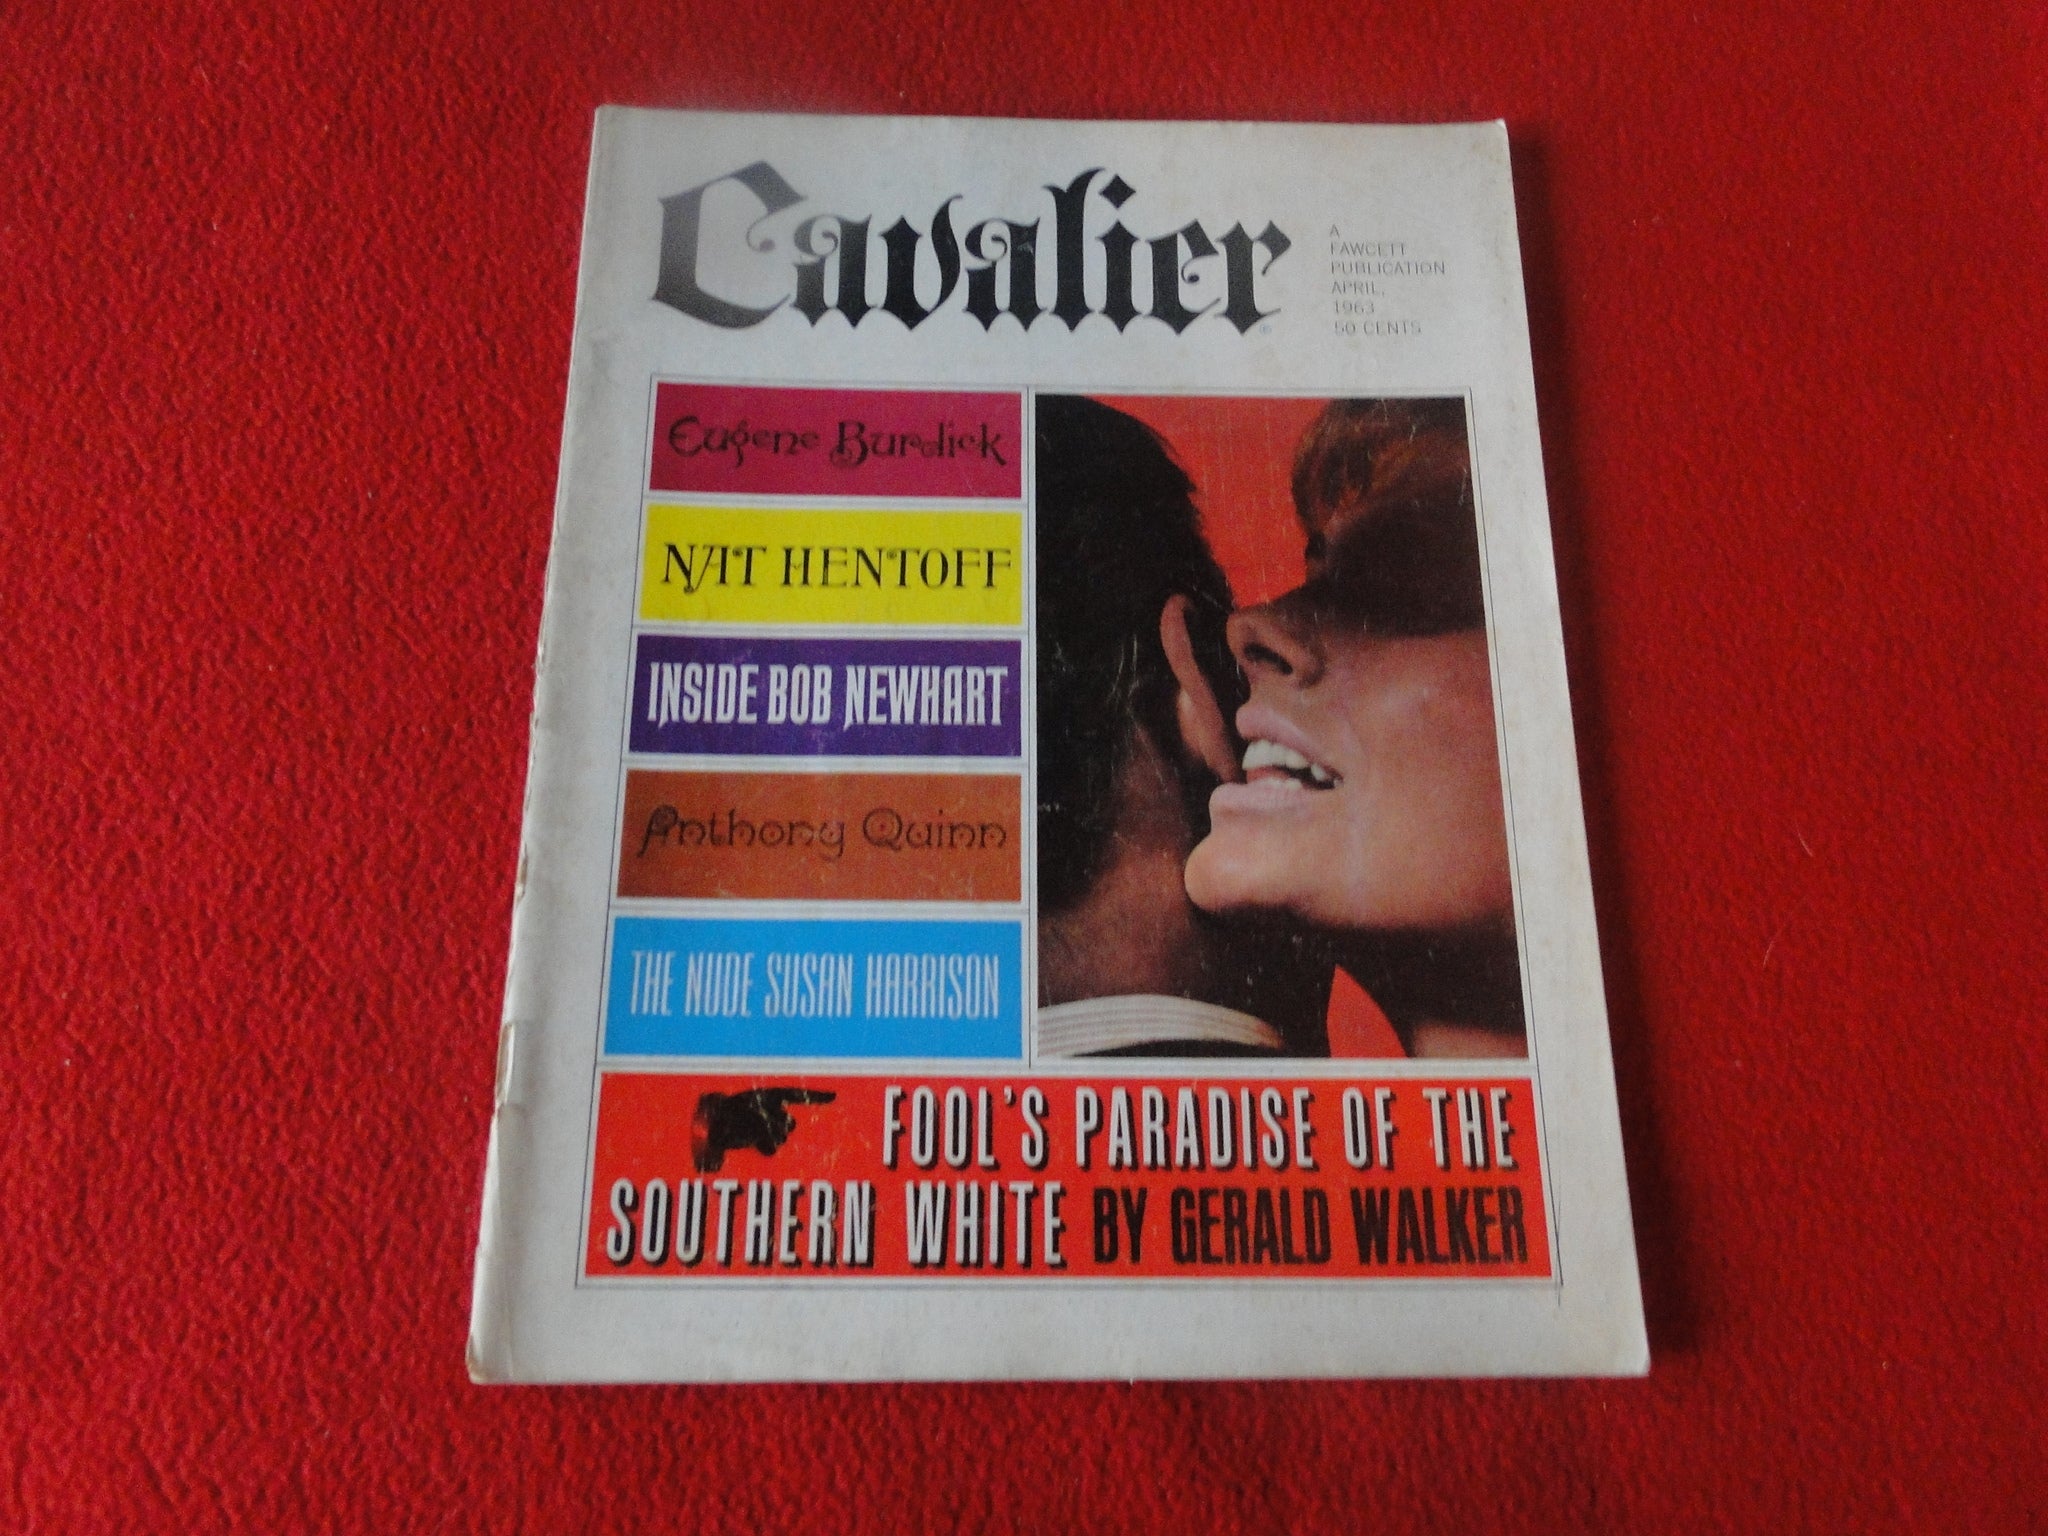 Cavalier
®
A
FAWCETT
PUBLICATION
APRIL,
1963
50 CENTS
Eugene Burdick
NAT HENTOFF
INSIDE BOB NEWHART
Anthony Quinn
THE NUDE SUSAN HARRISON
FOOL'S PARADISE OF THE
SOUTHERN WHITE BY GERALD WALKER